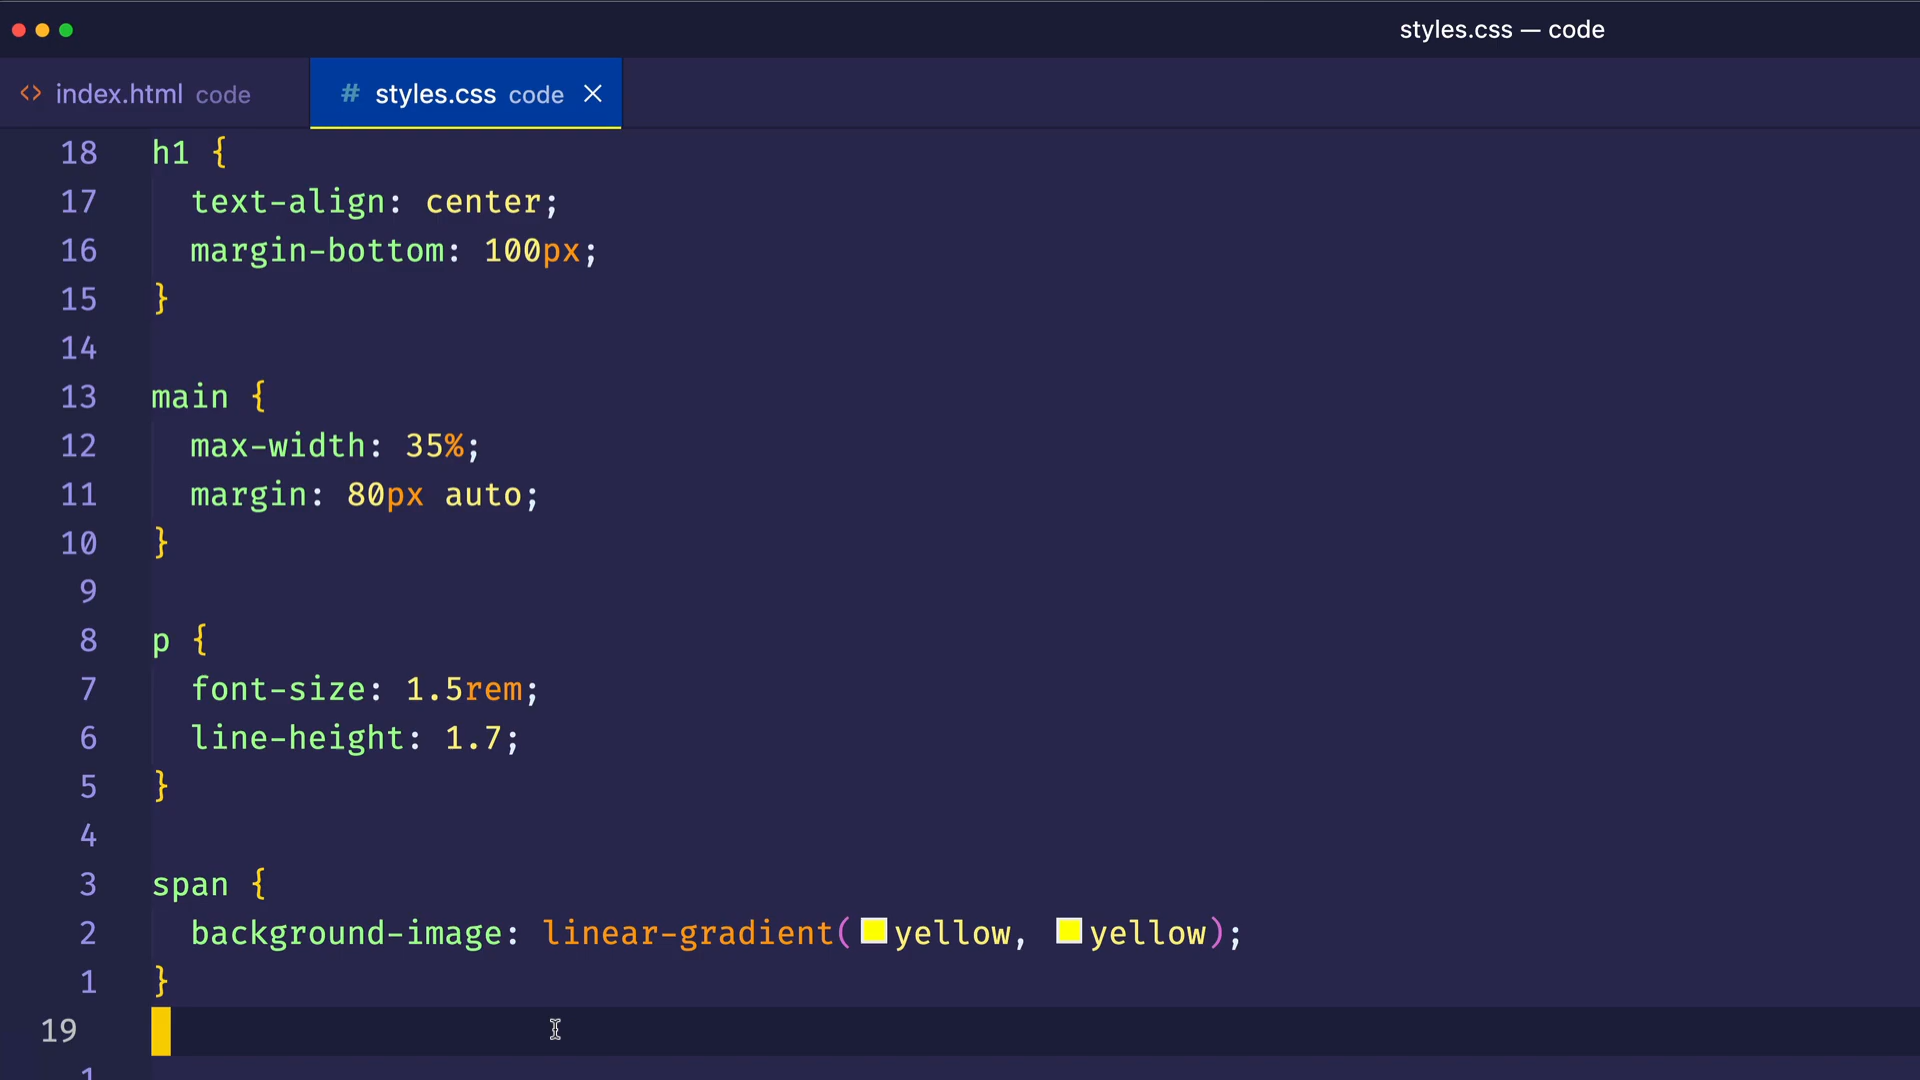 styles.css — code
<> index.html code # styles.css code ×
18 h1 {
17 text-align: center;
16 margin-bottom: 100px;
15 }
14
13 main {
12 max-width: 35%;
11 margin: 80px auto;
10 }
9
8 p {
7 font-size: 1.5rem;
6 line-height: 1.7;
5 }
4
3 span {
2 background-image: linear-gradient(yellow, yellow);
1 }
19
1